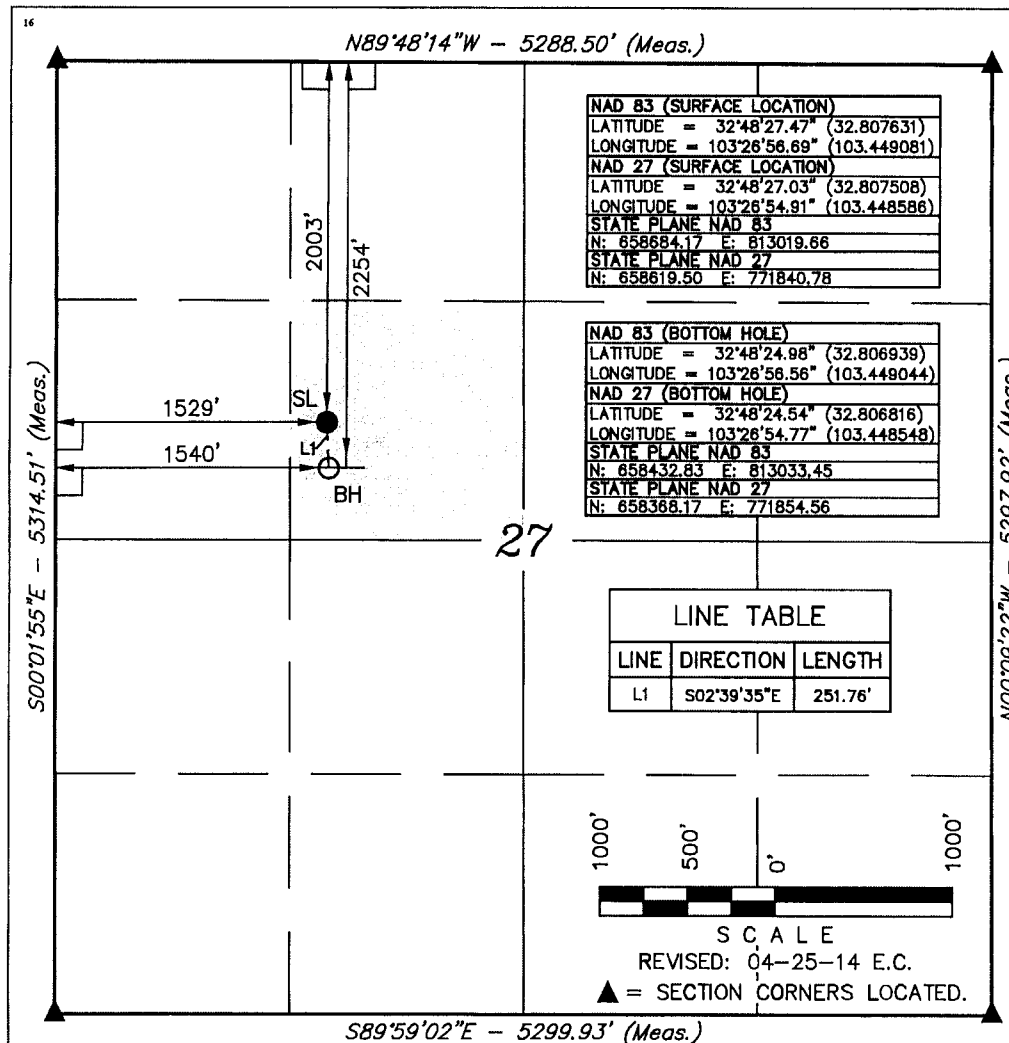 16
N89°48'14"W – 5288.50' (Meas.)
NAD 83 (SURFACE LOCATION)
LATITUDE = 32°48'27.47" (32.807631)
LONGITUDE = 103°26'56.69" (103.449081)
NAD 27 (SURFACE LOCATION)
LATITUDE = 32°48'27.03" (32.807508)
LONGITUDE = 103°26'54.91" (103.448586)
STATE PLANE NAD 83
N: 658684.17 E: 813019.66
STATE PLANE NAD 27
N: 658619.50 E: 771840.78
2003'
2254'
NAD 83 (BOTTOM HOLE)
LATITUDE = 32°48'24.98" (32.806939)
LONGITUDE = 103°26'56.56" (103.449044)
NAD 27 (BOTTOM HOLE)
LATITUDE = 32°48'24.54" (32.806816)
LONGITUDE = 103°26'54.77" (103.448548)
STATE PLANE NAD 83
N: 658432.83 E: 813033.45
STATE PLANE NAD 27
N: 658368.17 E: 771854.56
S00°01'55"E – 5314.51' (Meas.)
1529'
SL
L1
1540'
BH
27
LINE TABLE
LINE DIRECTION LENGTH
L1 S02°39'35"E 251.76'
1000'
500'
0'
1000'
SCALE
REVISED: 04-25-14 E.C.
▲ = SECTION CORNERS LOCATED.
S89°59'02"E – 5299.93' (Meas.)